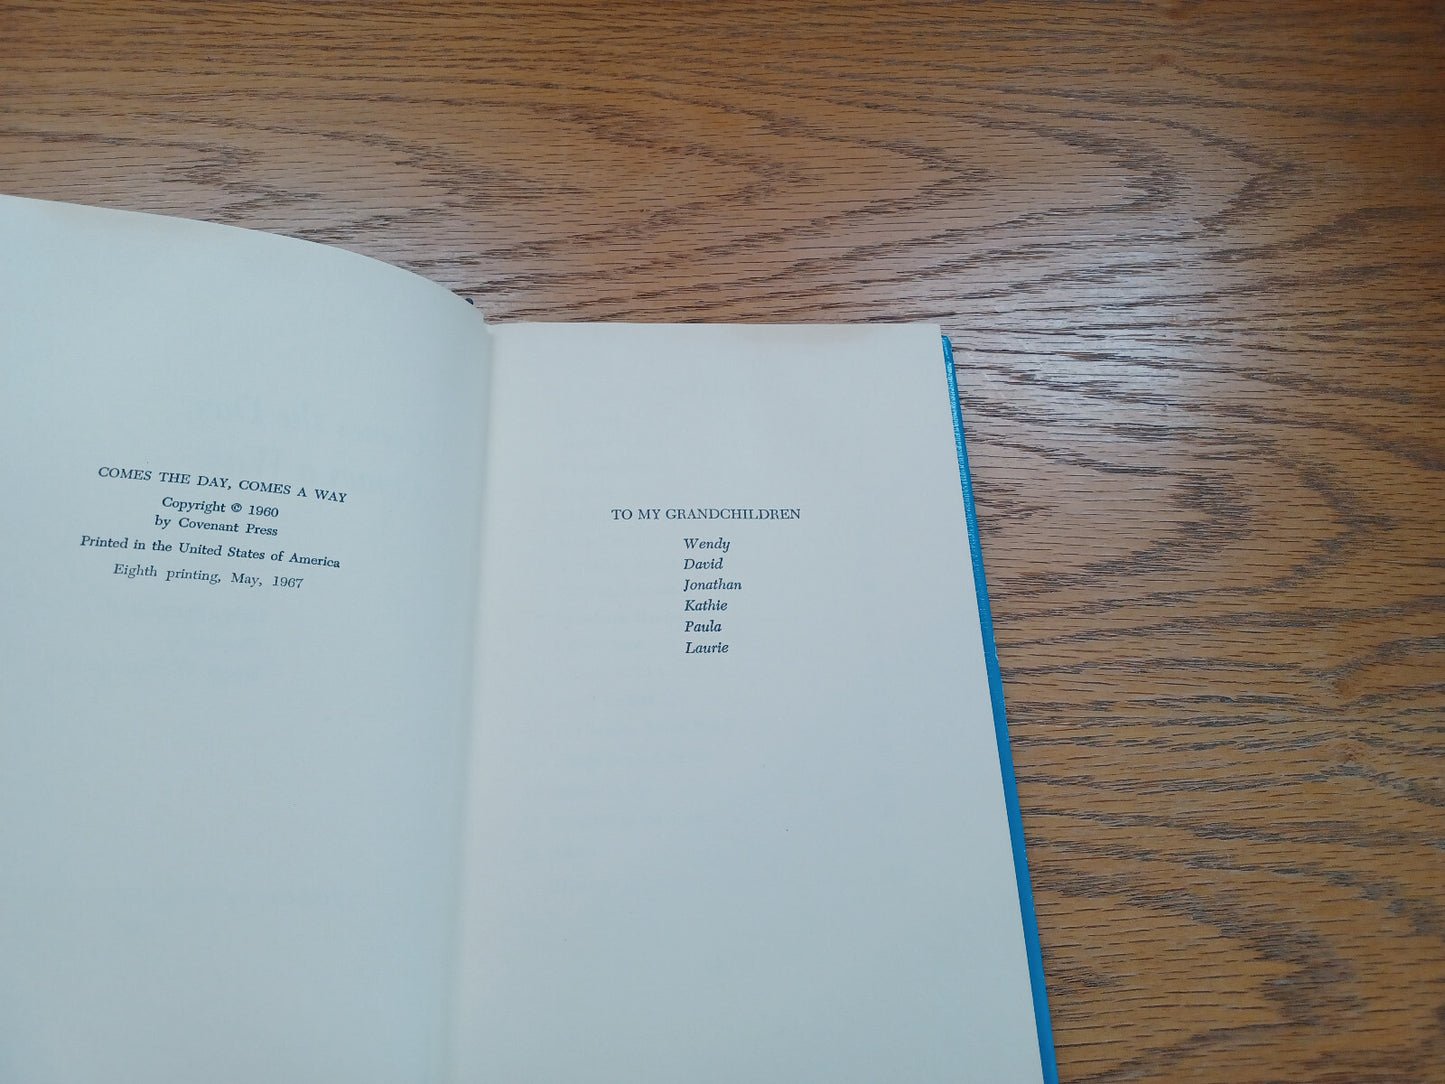 COMES THE DAY, COMES A WAY
Copyright © 1960
by Covenant Press
Printed in the United States of America
Eighth printing, May, 1967
TO MY GRANDCHILDREN
Wendy
David
Jonathan
Kathie
Paula
Laurie